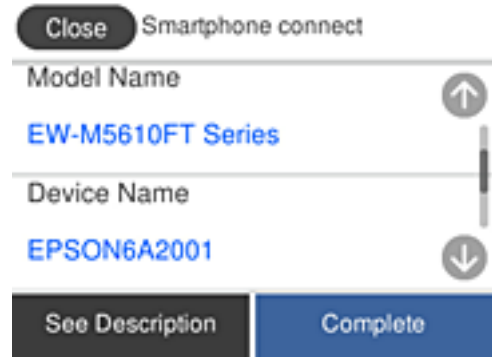 Close Smartphone connect
Model Name
EW-M5610FT Series
Device Name
EPSON6A2001
See Description Complete